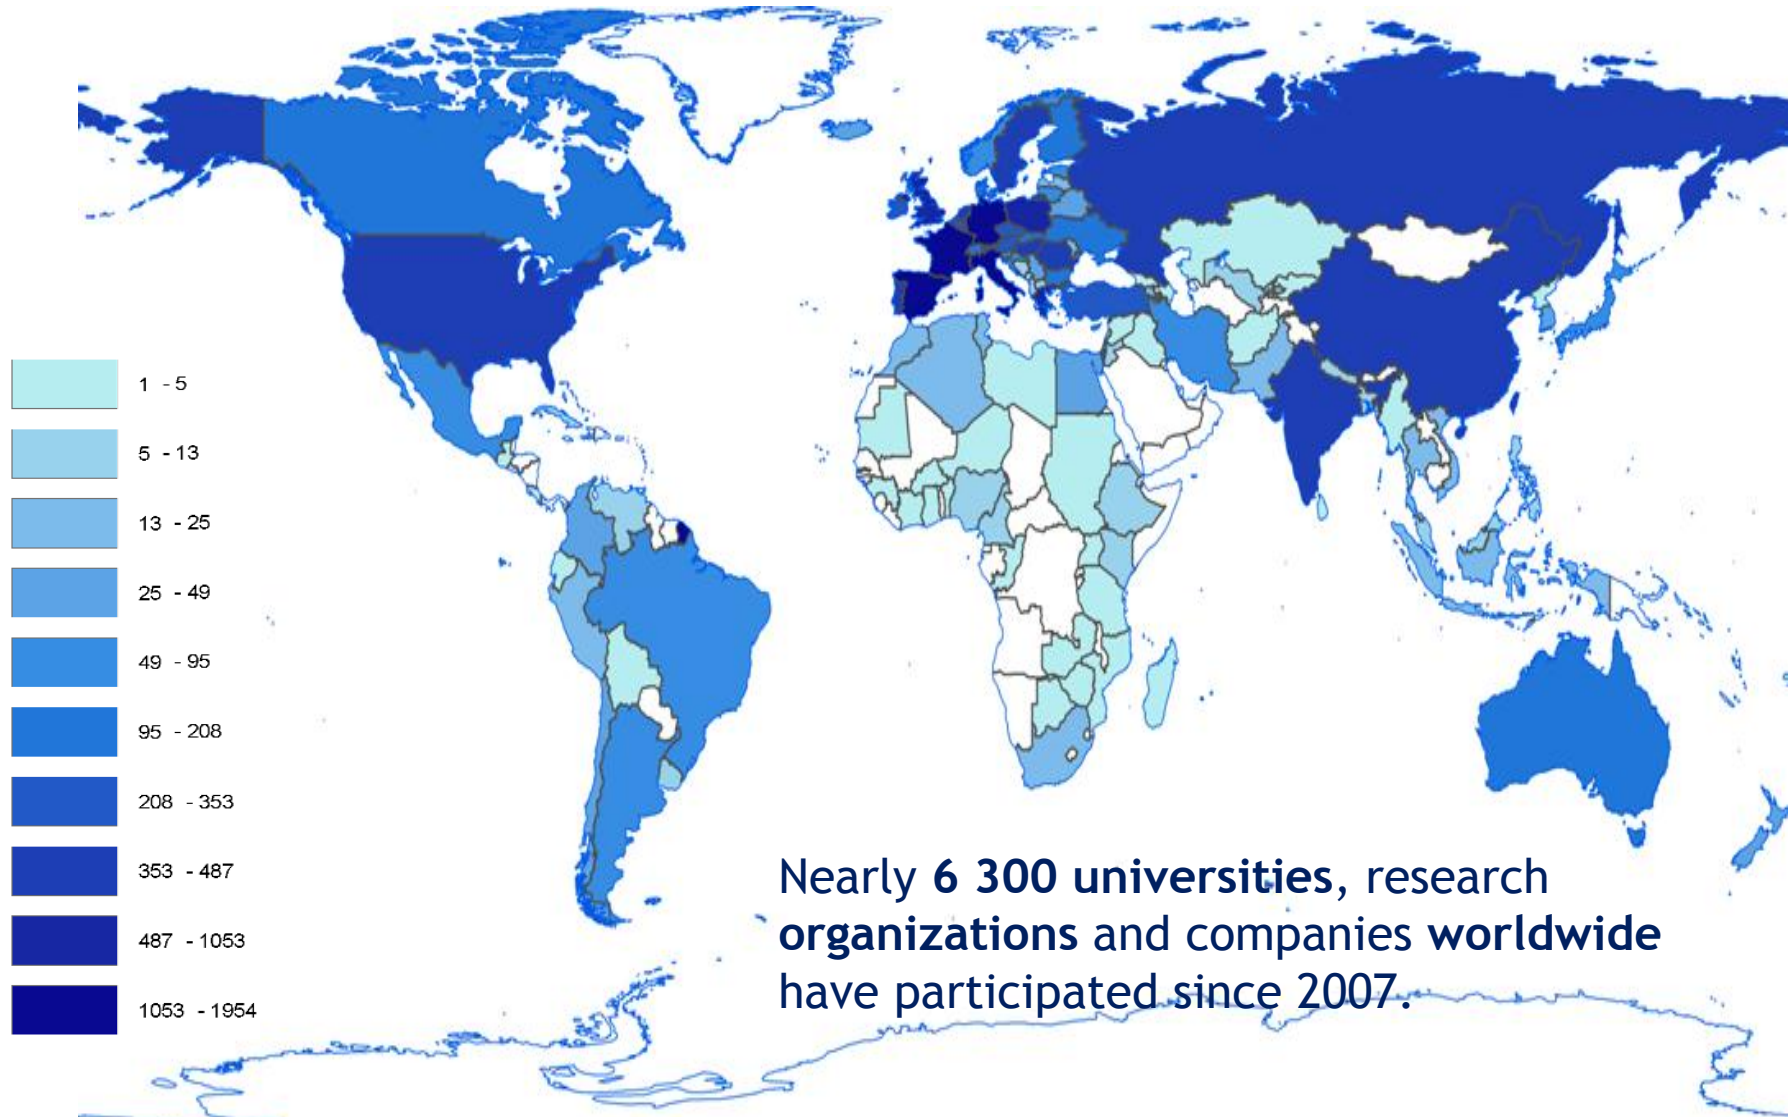 1 - 5
5 - 13
13 - 25
25 - 49
49 - 95
95 - 208
208 - 353
353 - 487
487 - 1053
1053 - 1954
Nearly 6 300 universities, research
organizations and companies worldwide
have participated since 2007.